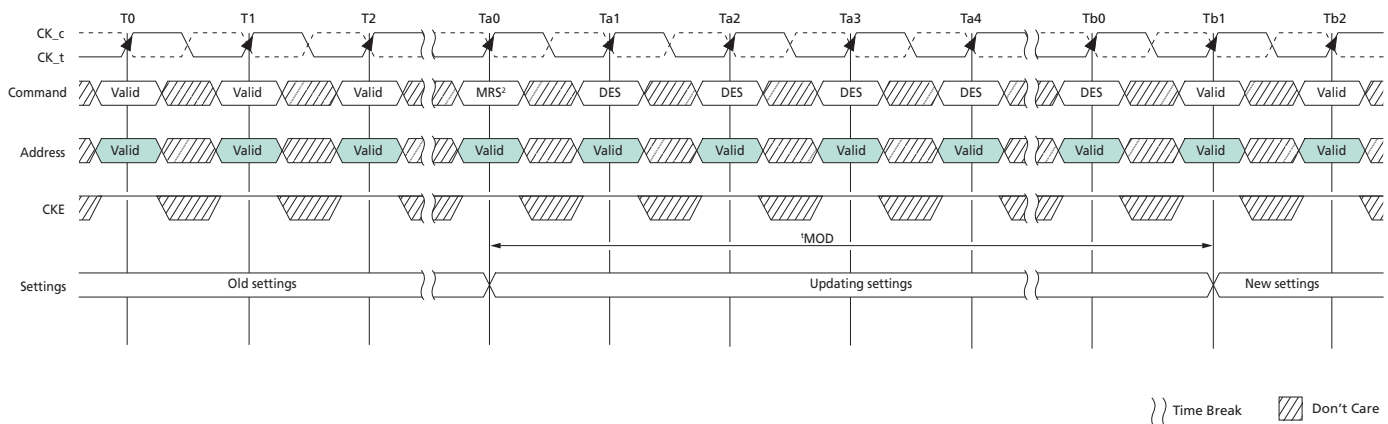 T0 T1 T2 Ta0 Ta1 Ta2 Ta3 Ta4 Tb0 Tb1 Tb2
CK_c
CK_t
Command Valid Valid Valid MRS² DES DES DES DES DES Valid Valid
Address Valid Valid Valid Valid Valid Valid Valid Valid Valid Valid Valid
CKE
ᵗMOD
Settings Old settings Updating settings New settings
Time Break Don't Care